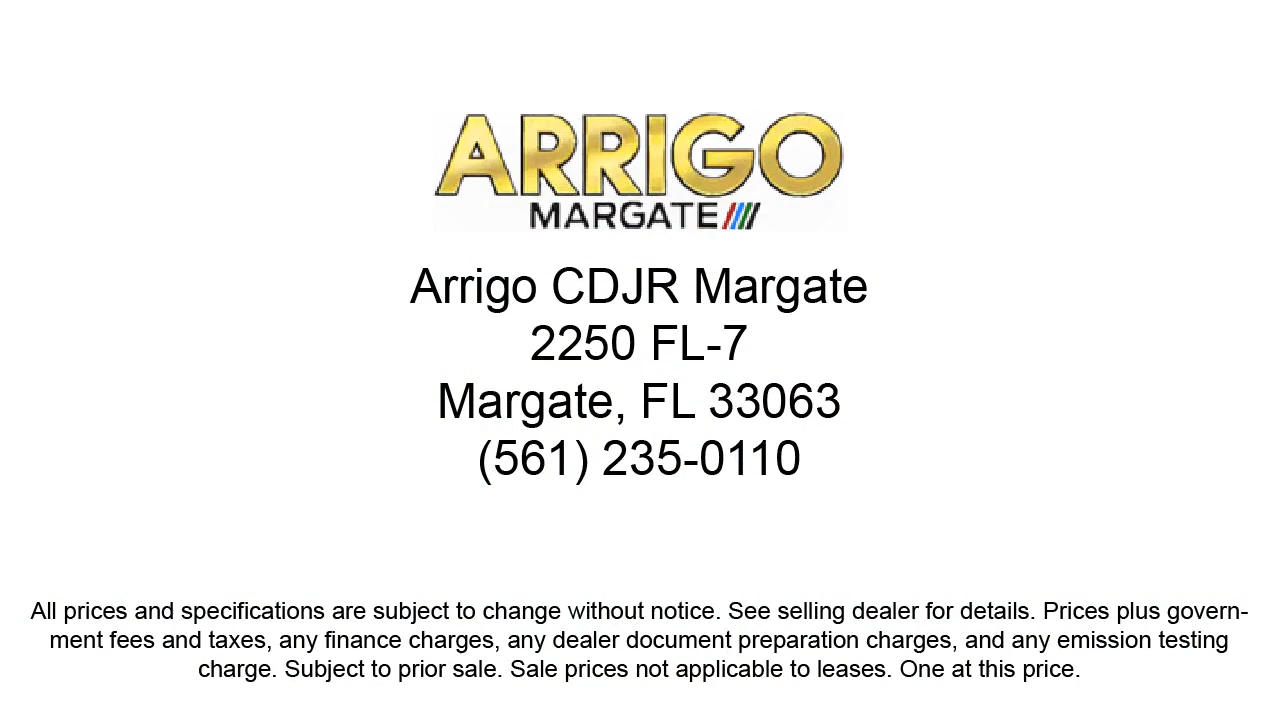 ARRIGO
MARGATE
Arrigo CDJR Margate
2250 FL-7
Margate, FL 33063
(561) 235-0110
All prices and specifications are subject to change without notice. See selling dealer for details. Prices plus govern-
ment fees and taxes, any finance charges, any dealer document preparation charges, and any emission testing
charge. Subject to prior sale. Sale prices not applicable to leases. One at this price.